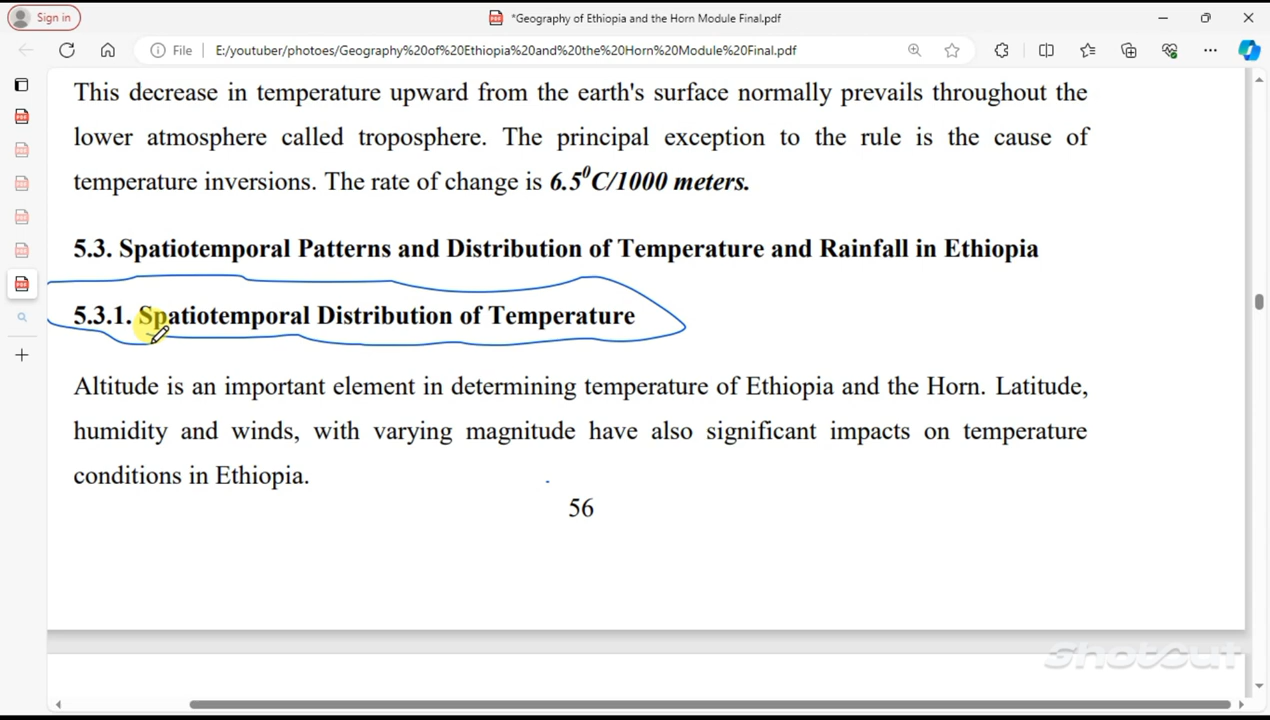 Sign in
*Geography of Ethiopia and the Horn Module Final.pdf
File E:/youtuber/photoes/Geography%20of%20Ethiopia%20and%20the%20Horn%20Module%20Final.pdf
This decrease in temperature upward from the earth's surface normally prevails throughout the
lower atmosphere called troposphere. The principal exception to the rule is the cause of
temperature inversions. The rate of change is 6.5⁰C/1000 meters.
5.3. Spatiotemporal Patterns and Distribution of Temperature and Rainfall in Ethiopia
5.3.1. Spatiotemporal Distribution of Temperature
Altitude is an important element in determining temperature of Ethiopia and the Horn. Latitude,
humidity and winds, with varying magnitude have also significant impacts on temperature
conditions in Ethiopia.
56
ShotCut